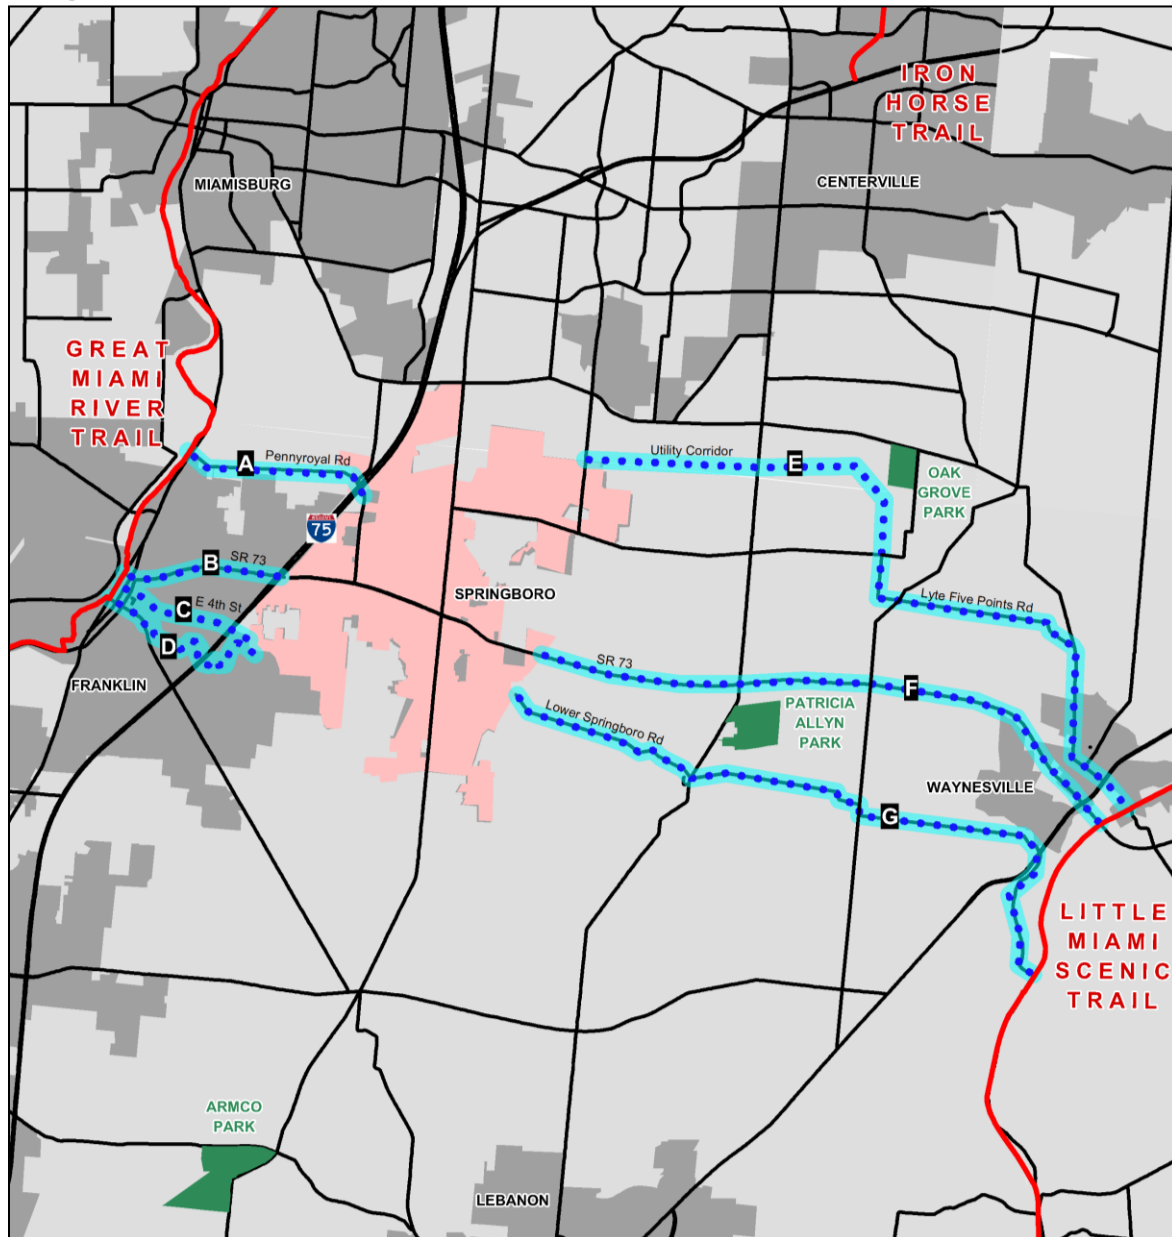 IRON
HORSE
TRAIL
MIAMISBURG
CENTERVILLE
GREAT
MIAMI
RIVER
TRAIL
A
Pennyroyal Rd
Utility Corridor
E
OAK
GROVE
PARK
75
B
SR 73
C
E 4th St
D
SPRINGBORO
Lyte Five Points Rd
FRANKLIN
SR 73
F
Lower Springboro Rd
PATRICIA
ALLYN
PARK
WAYNESVILLE
G
LITTLE
MIAMI
SCENIC
TRAIL
ARMCO
PARK
LEBANON